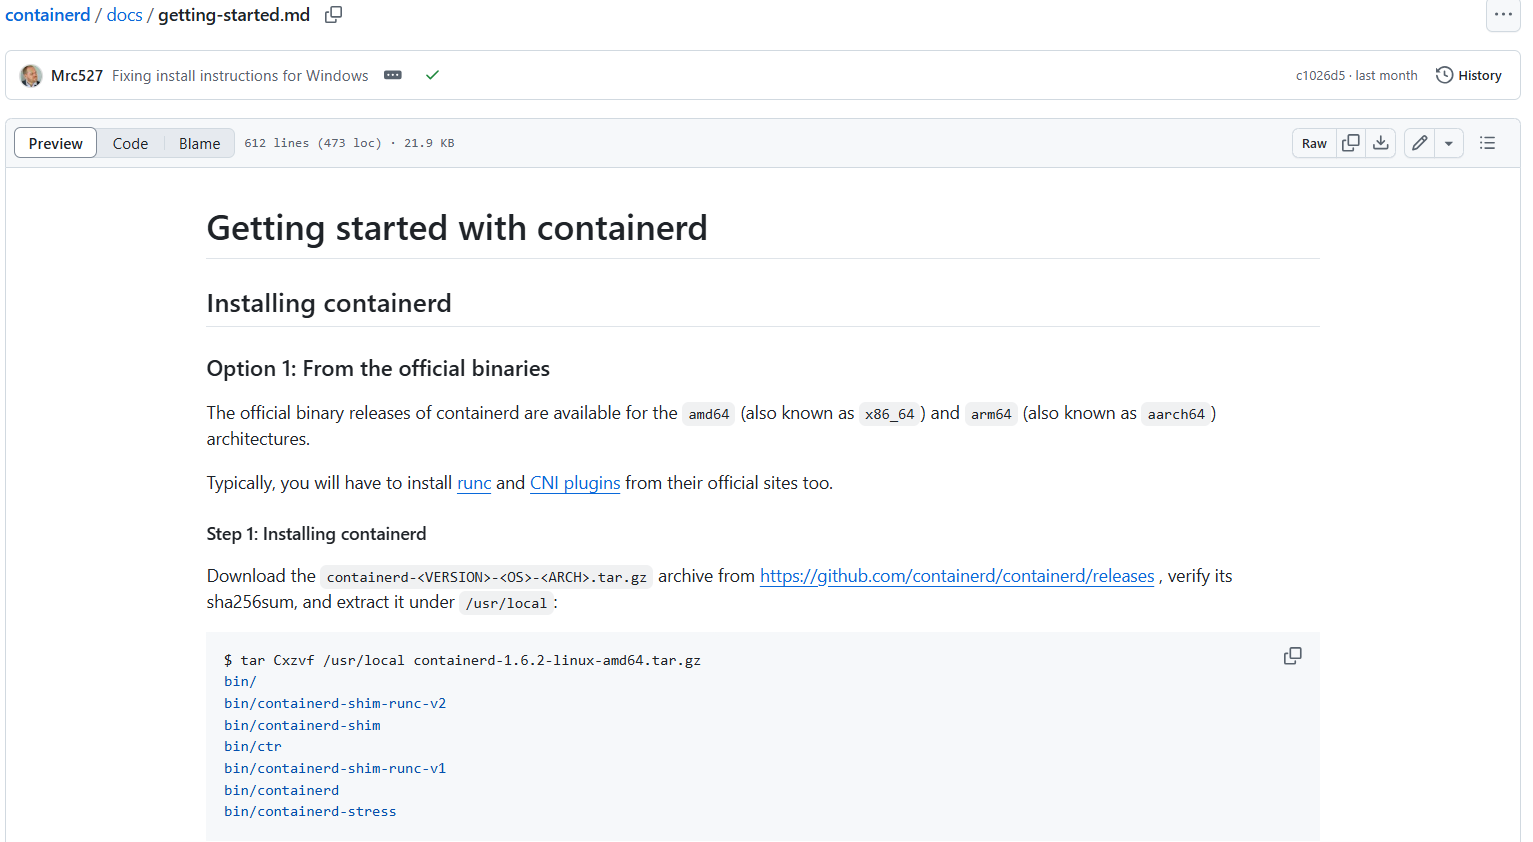 containerd / docs / getting-started.md
Mrc527 Fixing install instructions for Windows
c1026d5 · last month
History
Preview Code Blame 612 lines (473 loc) · 21.9 KB
Raw
Getting started with containerd
Installing containerd
Option 1: From the official binaries
The official binary releases of containerd are available for the amd64 (also known as x86_64 ) and arm64 (also known as aarch64 )
architectures.
Typically, you will have to install runc and CNI plugins from their official sites too.
Step 1: Installing containerd
Download the containerd-<VERSION>-<OS>-<ARCH>.tar.gz archive from https://github.com/containerd/containerd/releases , verify its
sha256sum, and extract it under /usr/local :
$ tar Cxzvf /usr/local containerd-1.6.2-linux-amd64.tar.gz
bin/
bin/containerd-shim-runc-v2
bin/containerd-shim
bin/ctr
bin/containerd-shim-runc-v1
bin/containerd
bin/containerd-stress